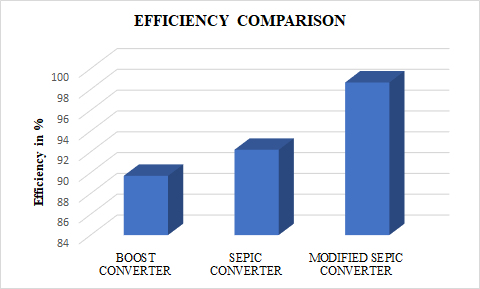 EFFICIENCY COMPARISON
Efficiency in %
100
98
96
94
92
90
88
86
84
BOOST
CONVERTER
SEPIC
CONVERTER
MODIFIED SEPIC
CONVERTER